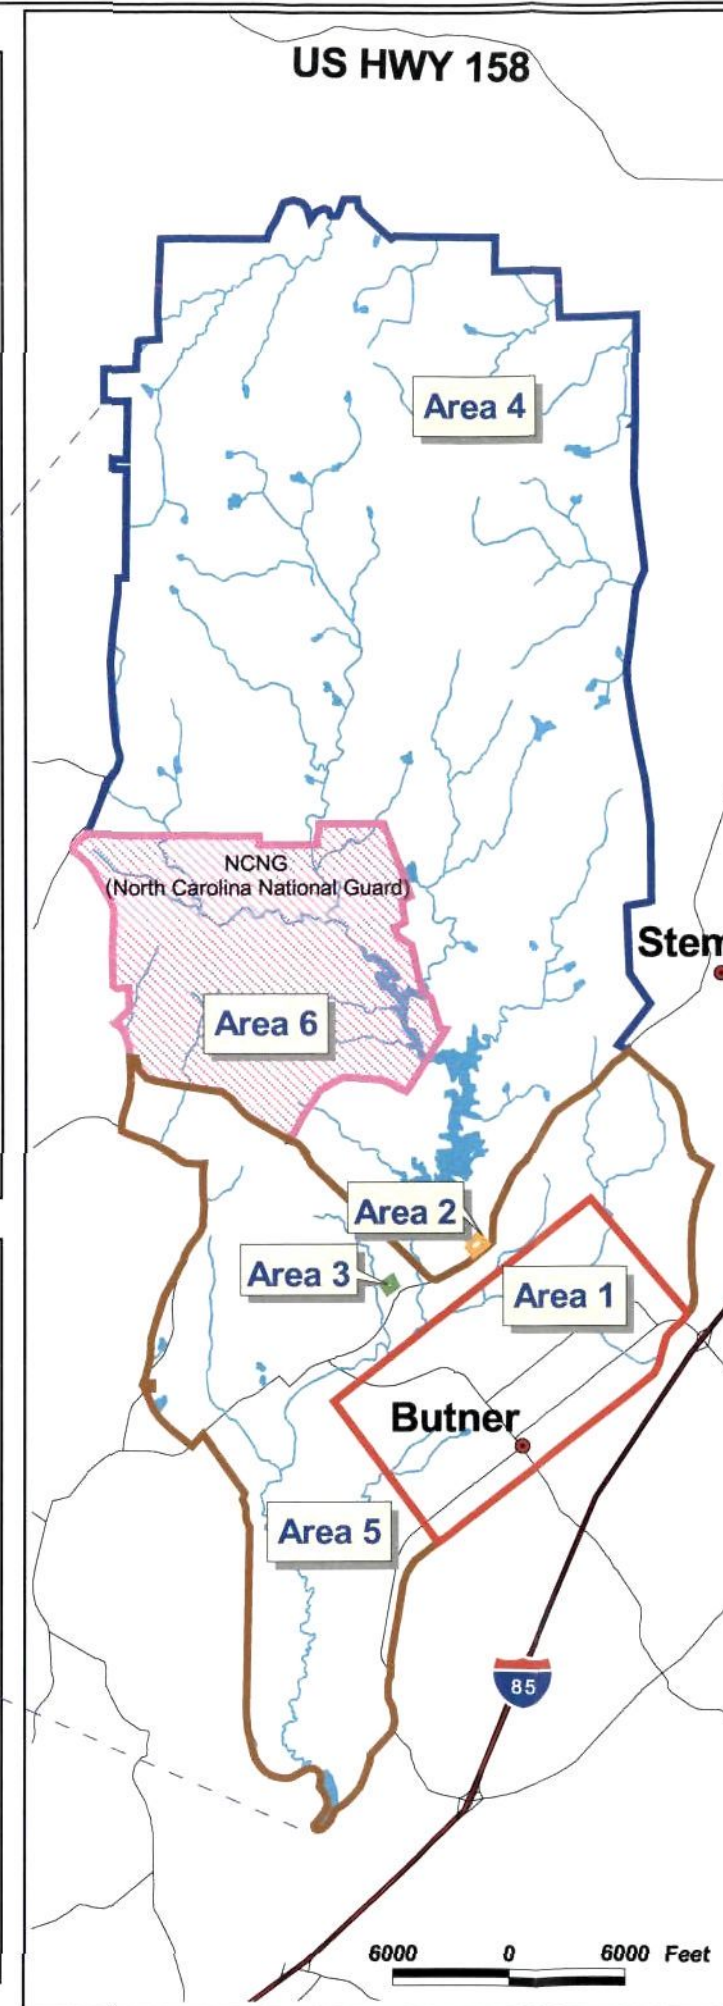 US HWY 158
Area 4
NCNG
(North Carolina National Guard)
Stem
Area 6
Area 2
Area 3
Area 1
Butner
Area 5
85
6000 0 6000 Feet